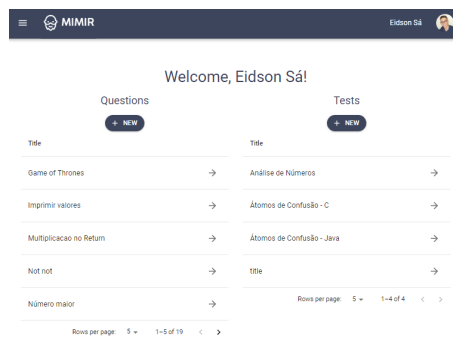 MIMIR
Eidson Sá
Welcome, Eidson Sá!
Questions
+ NEW
Title
Game of Thrones
Imprimir valores
Multiplicacao no Return
Not not
Número maior
Rows per page: 5 1–5 of 19
Tests
+ NEW
Title
Análise de Números
Átomos de Confusão - C
Átomos de Confusão - Java
title
Rows per page: 5 1–4 of 4